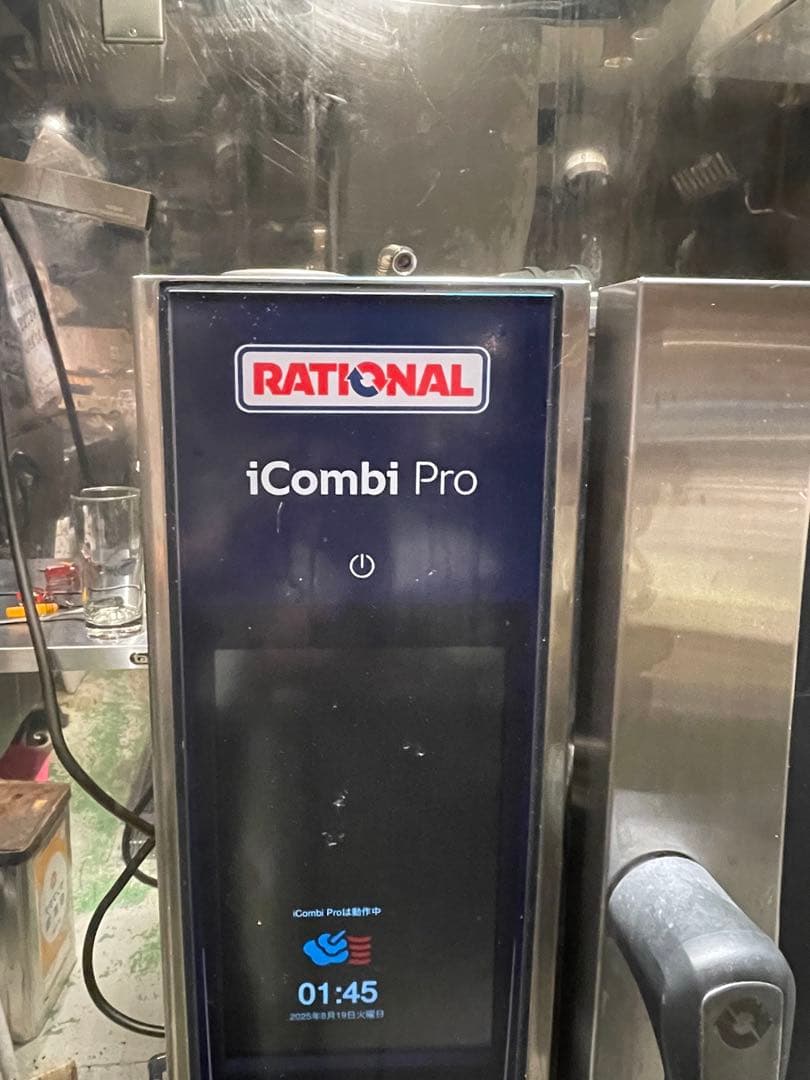 RATIONAL
iCombi Pro
iCombi Proは動作中
01:45
2025年8月19日火曜日